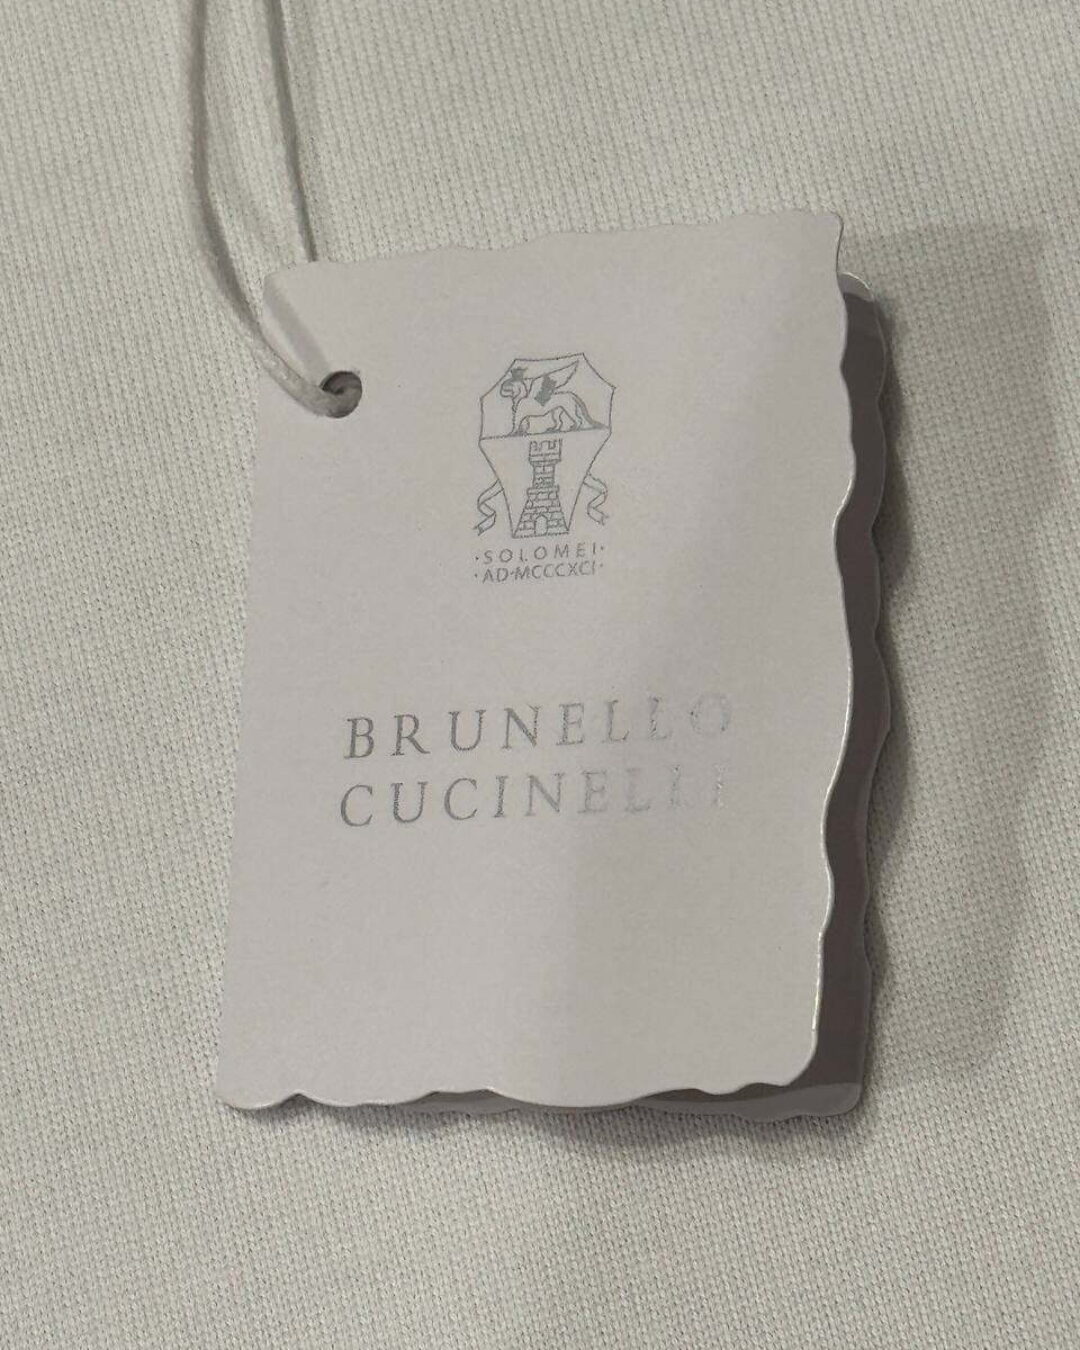 ·SOLOMEI·
·AD·MCCCXCI·
BRUNELLO
CUCINELLI